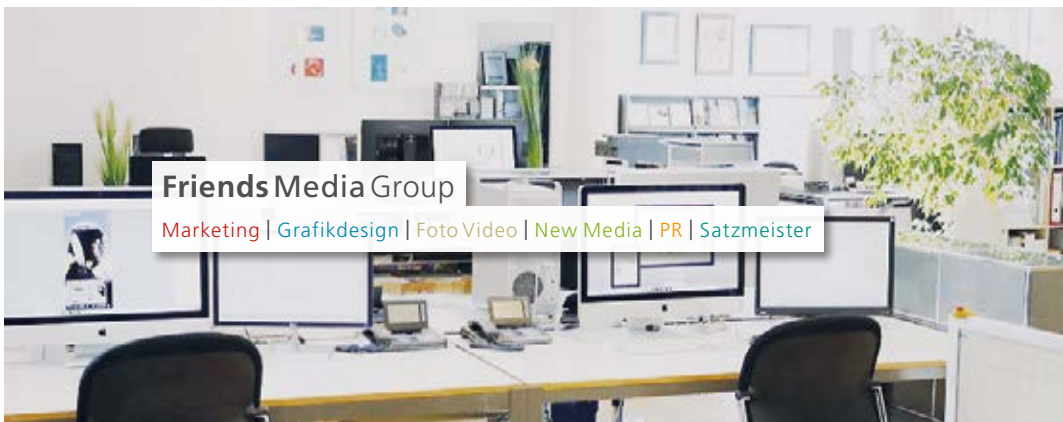 Friends Media Group
Marketing | Grafikdesign | Foto Video | New Media | PR | Satzmeister